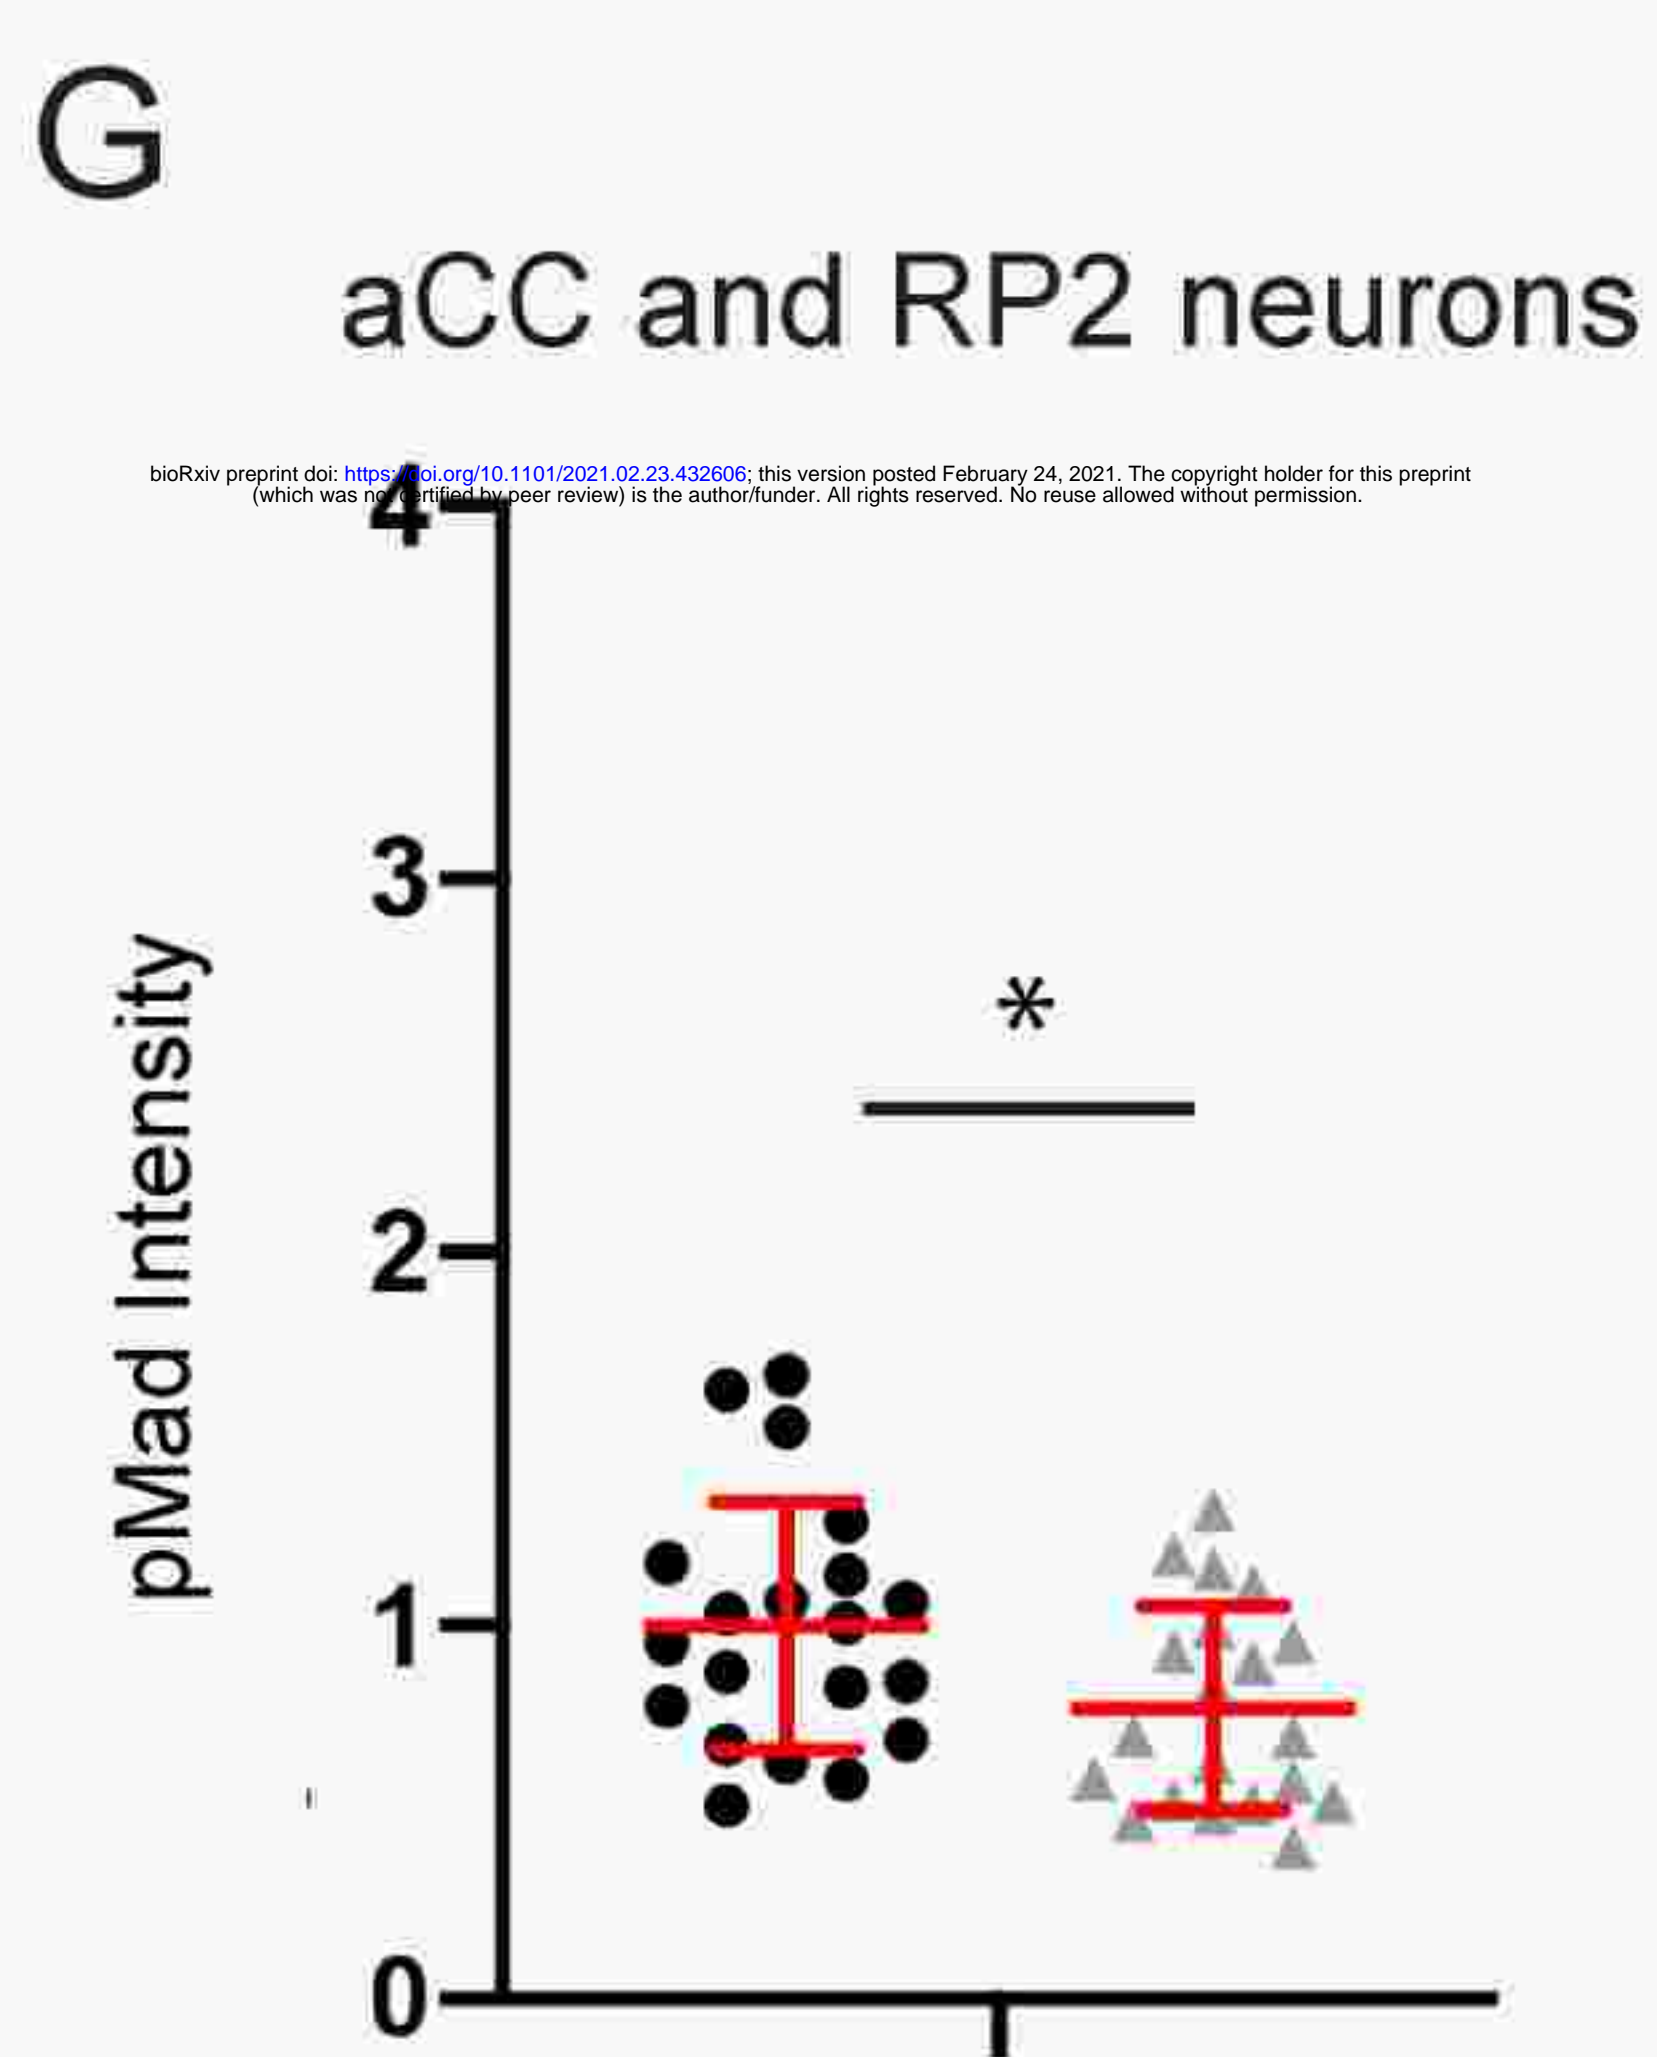 G
aCC and RP2 neurons
bioRxiv preprint doi: https://doi.org/10.1101/2021.02.23.432606; this version posted February 24, 2021. The copyright holder for this preprint
(which was not certified by peer review) is the author/funder. All rights reserved. No reuse allowed without permission.
4
3
*
2
1
0
pMad Intensity